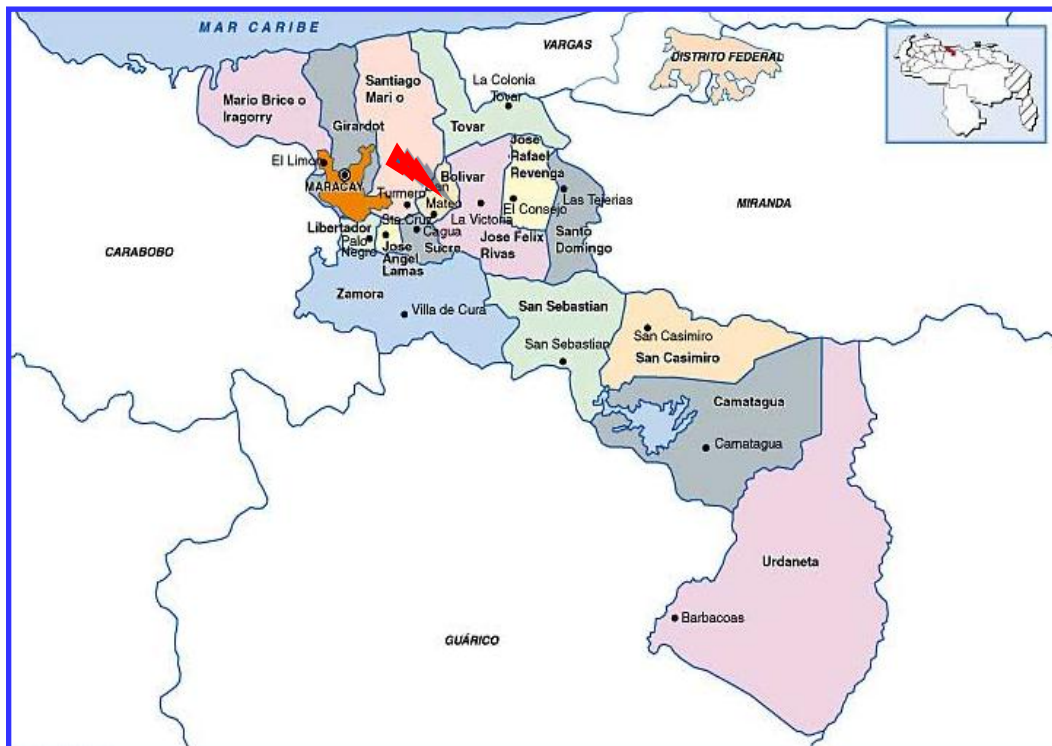 MAR CARIBE
VARGAS
DISTRITO FEDERAL
La Colonia
Tovar
Santiago
Mari o
Mario Brice o
Iragorry
Girardot
Tovar
Jose
Rafael
Revenga
El Limon
MARACAY
Bolivar
Turmero
Mateo
El Consejo
Las Tejerias
MIRANDA
Sta.Cruz
La Victoria
Libertador
Cagua
Palo
Negro
Jose
Angel
Lamas
Sucre
Jose Felix
Rivas
Santo
Domingo
CARABOBO
Zamora
Villa de Cura
San Sebastian
San Sebastian
San Casimiro
San Casimiro
Camatagua
Camatagua
Urdaneta
Barbacoas
GUÁRICO